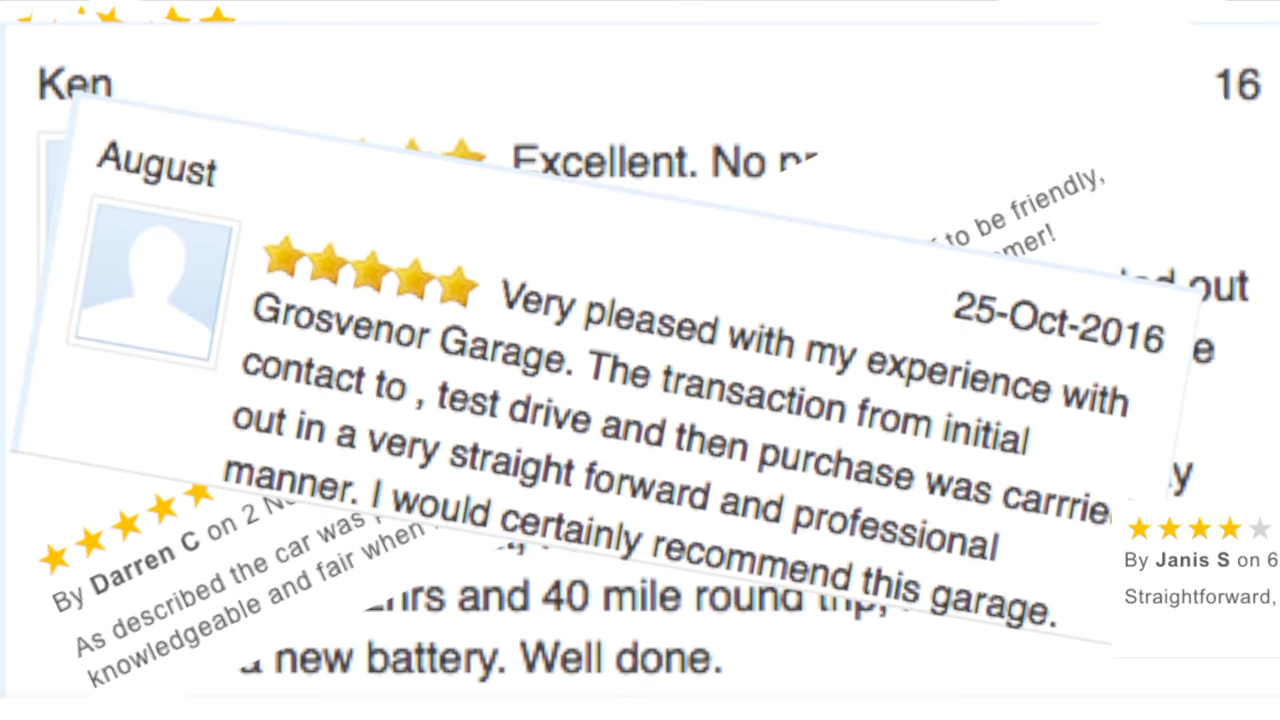 Ken
16
Excellent. No
to be friendly,
out
August
25-Oct-2016
Very pleased with my experience with
Grosvenor Garage. The transaction from initial
contact to , test drive and then purchase was
out in a very straight forward and professional
manner. I would certainly recommend this garage.
By Darren C on 2
As described the car was
knowledgeable and fair when
and 40 mile round
new battery. Well done.
By Janis S on 6
Straightforward,